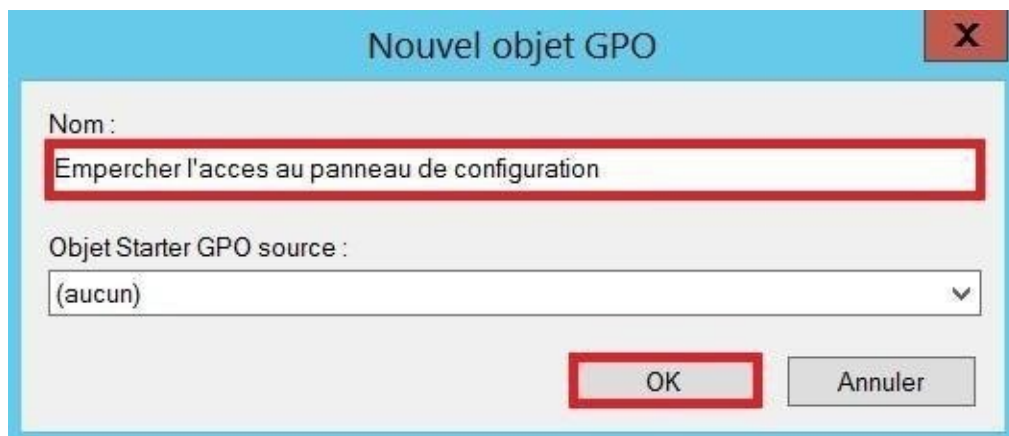 Nouvel objet GPO
X
Nom :
Empercher l'acces au panneau de configuration
Objet Starter GPO source :
(aucun)
OK
Annuler